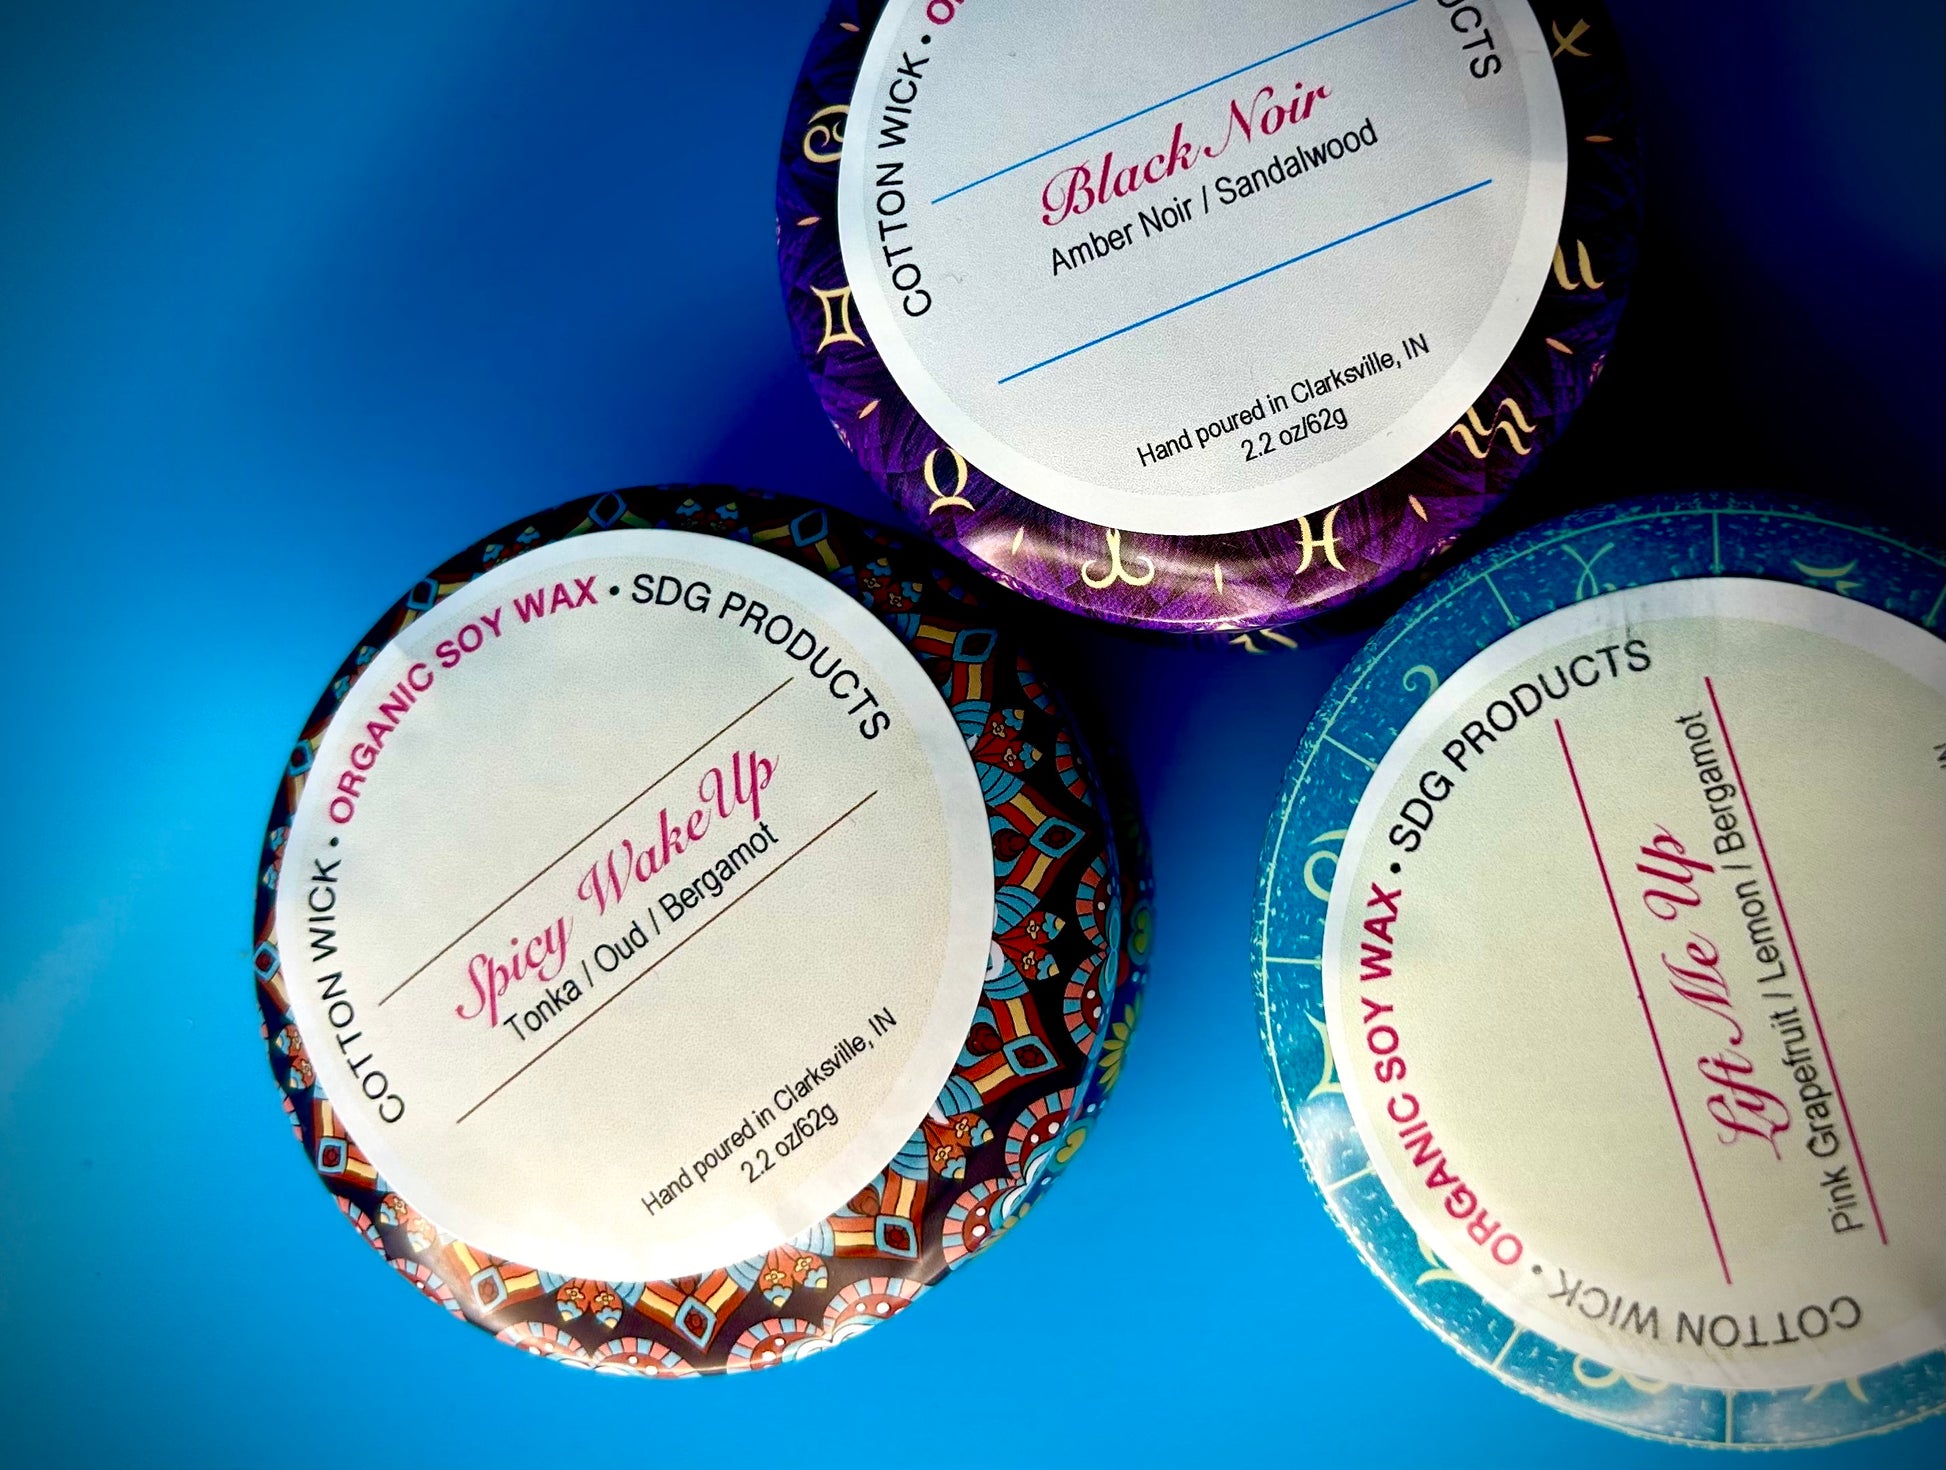 COTTON WICK •
Black Noir
Amber Noir / Sandalwood
Hand poured in Clarksville, IN
2.2 oz/62g
COTTON WICK • ORGANIC SOY WAX • SDG PRODUCTS
Spicy WakeUp
Tonka / Oud / Bergamot
Hand poured in Clarksville, IN
2.2 oz/62g
COTTON WICK • ORGANIC SOY WAX • SDG PRODUCTS
Lift Me Up
Pink Grapefruit / Lemon / Bergamot